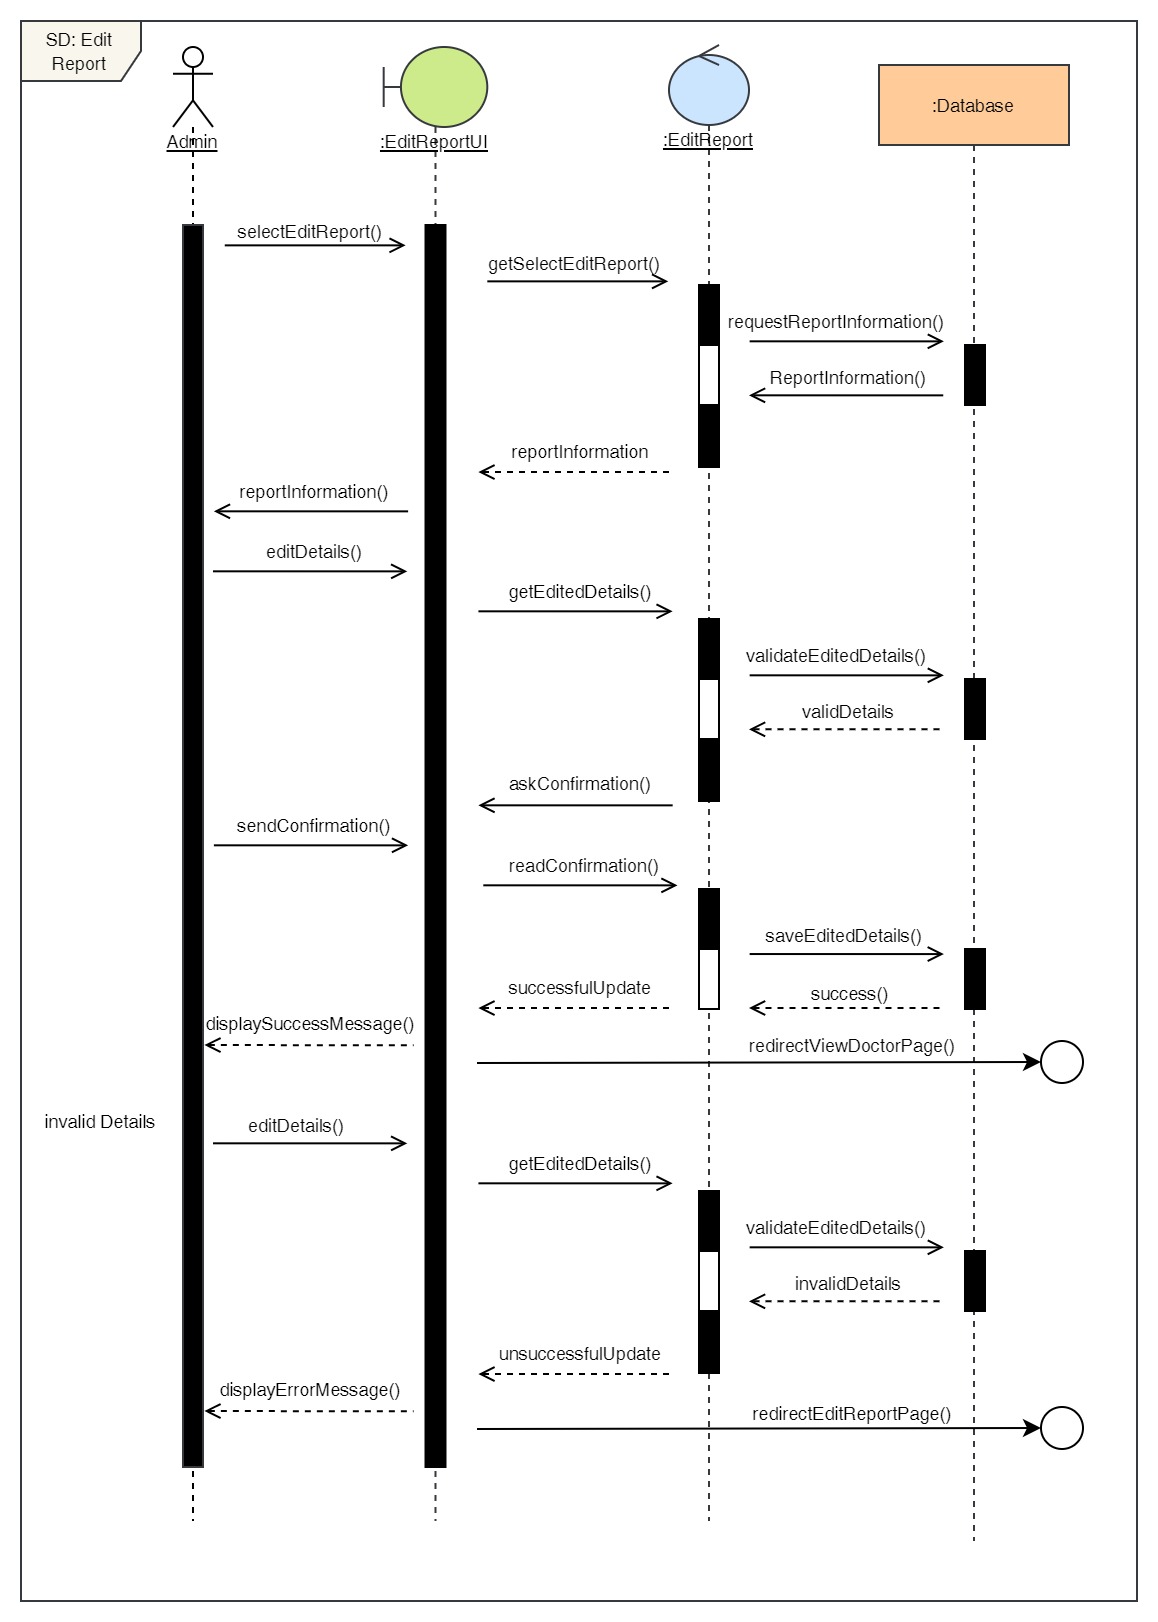 SD: Edit
Report
Admin
:EditReportUI
:EditReport
:Database
selectEditReport()
getSelectEditReport()
requestReportInformation()
ReportInformation()
reportInformation
reportInformation()
editDetails()
getEditedDetails()
validateEditedDetails()
validDetails
askConfirmation()
sendConfirmation()
readConfirmation()
saveEditedDetails()
successfulUpdate
success()
displaySuccessMessage()
redirectViewDoctorPage()
invalid Details
editDetails()
getEditedDetails()
validateEditedDetails()
invalidDetails
unsuccessfulUpdate
displayErrorMessage()
redirectEditReportPage()